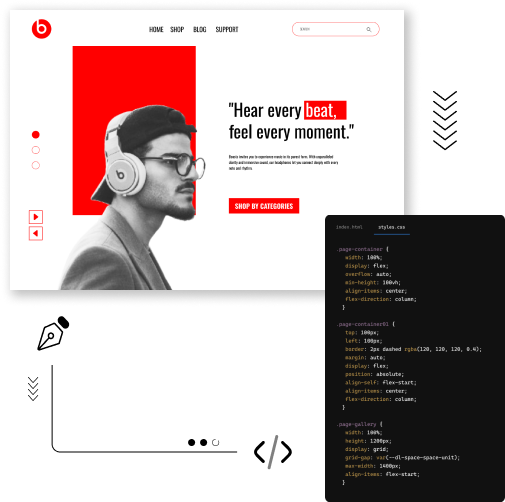 b
HOME SHOP BLOG SUPPORT
"Hear every beat,
feel every moment."
SHOP BY CATEGORIES
index.html styles.css
.page-container {
width: 100%;
display: flex;
overflow: auto;
min-height: 100vh;
align-items: center;
flex-direction: column;
}
.page-container01 {
top: 100px;
left: 100px;
border: 2px dashed rgba(120, 120, 120, 0.4);
margin: auto;
display: flex;
position: absolute;
align-self: flex-start;
align-items: center;
flex-direction: column;
}
.page-gallery {
width: 100%;
height: 1200px;
display: grid;
grid-gap: var(--dl-space-space-unit);
max-width: 1400px;
align-items: flex-start;
}
</>